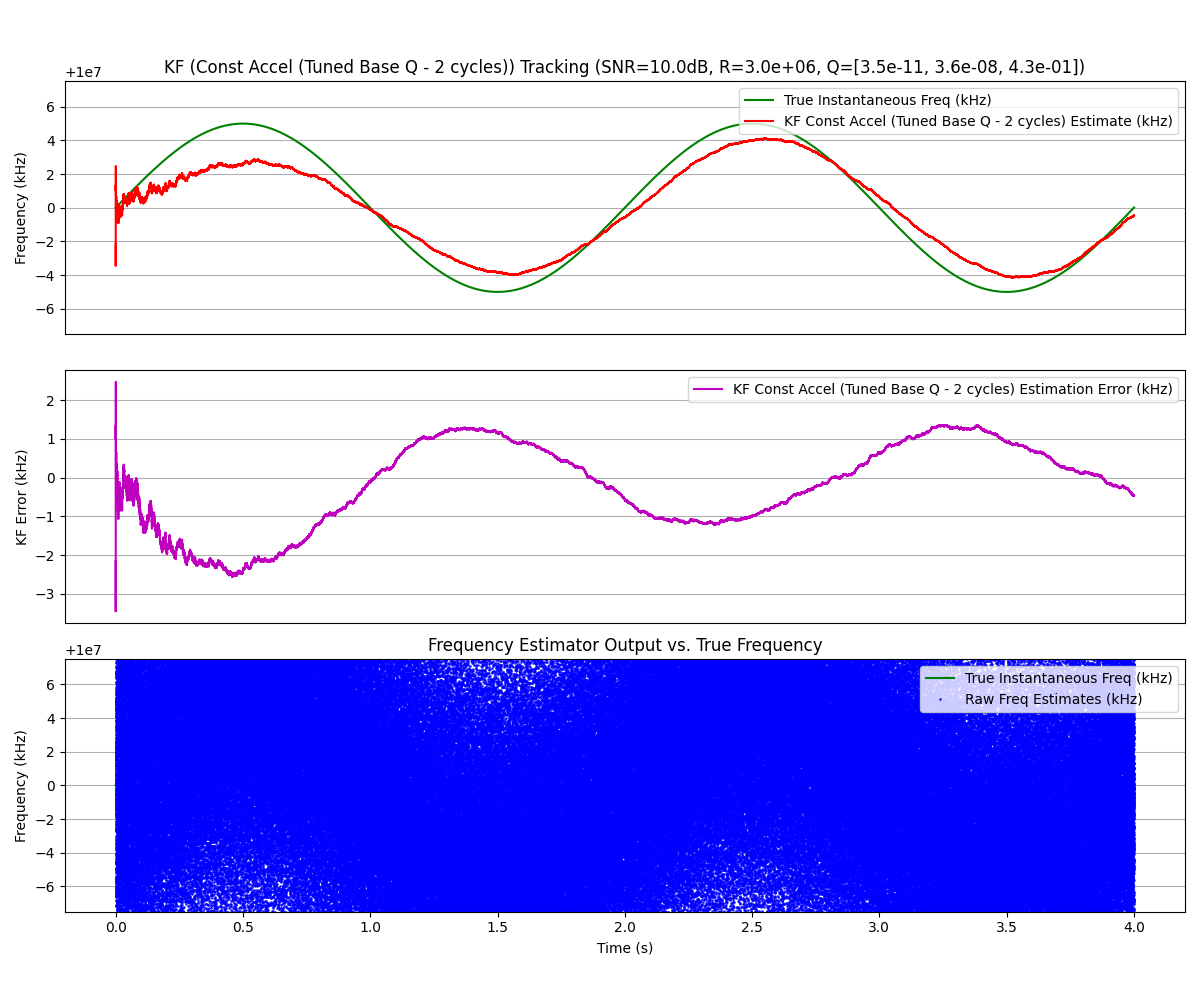 KF (Const Accel (Tuned Base Q - 2 cycles)) Tracking (SNR=10.0dB, R=3.0e+06, Q=[3.5e-11, 3.6e-08, 4.3e-01])
+1e7
True Instantaneous Freq (kHz)
KF Const Accel (Tuned Base Q - 2 cycles) Estimate (kHz)
Frequency (kHz)
6
4
2
0
−2
−4
−6
KF Const Accel (Tuned Base Q - 2 cycles) Estimation Error (kHz)
KF Error (kHz)
2
1
0
−1
−2
−3
Frequency Estimator Output vs. True Frequency
+1e7
True Instantaneous Freq (kHz)
Raw Freq Estimates (kHz)
Frequency (kHz)
6
4
2
0
−2
−4
−6
0.0 0.5 1.0 1.5 2.0 2.5 3.0 3.5 4.0
Time (s)